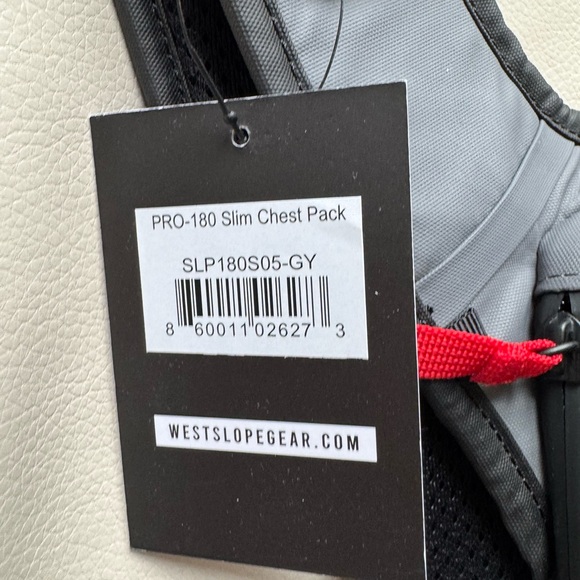 PRO-180 Slim Chest Pack
SLP180S05-GY
8 60011 02627 3
WESTSLOPEGEAR.COM